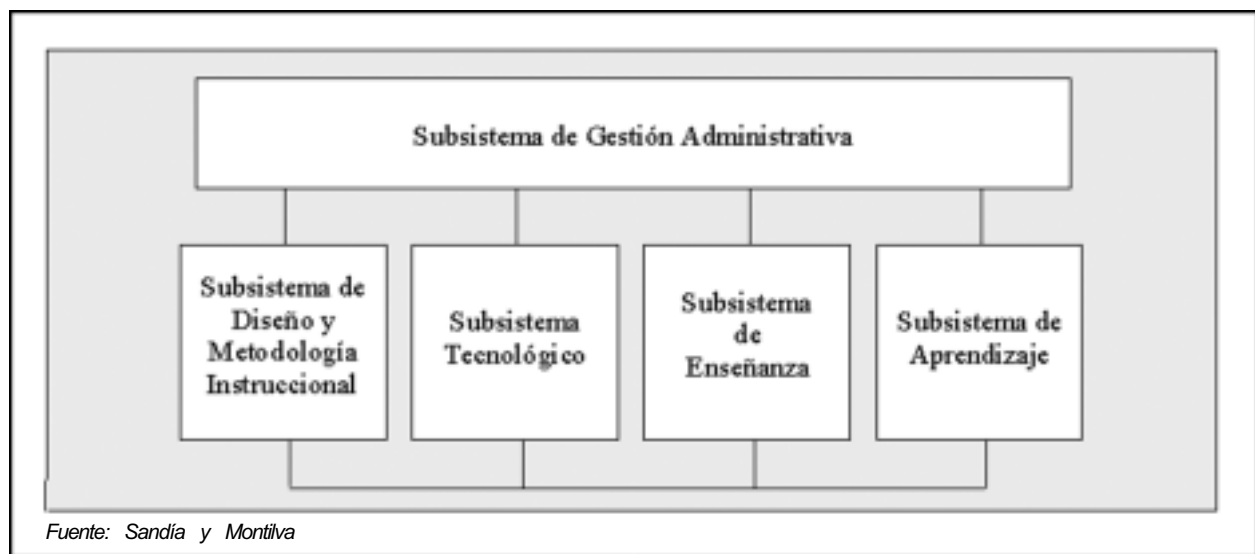 Subsistema de Gestión Administrativa
Subsistema de
Diseño y
Metodología
Instruccional
Subsistema
Tecnológico
Subsistema
de
Enseñanza
Subsistema de
Aprendizaje
Fuente: Sandía y Montilva